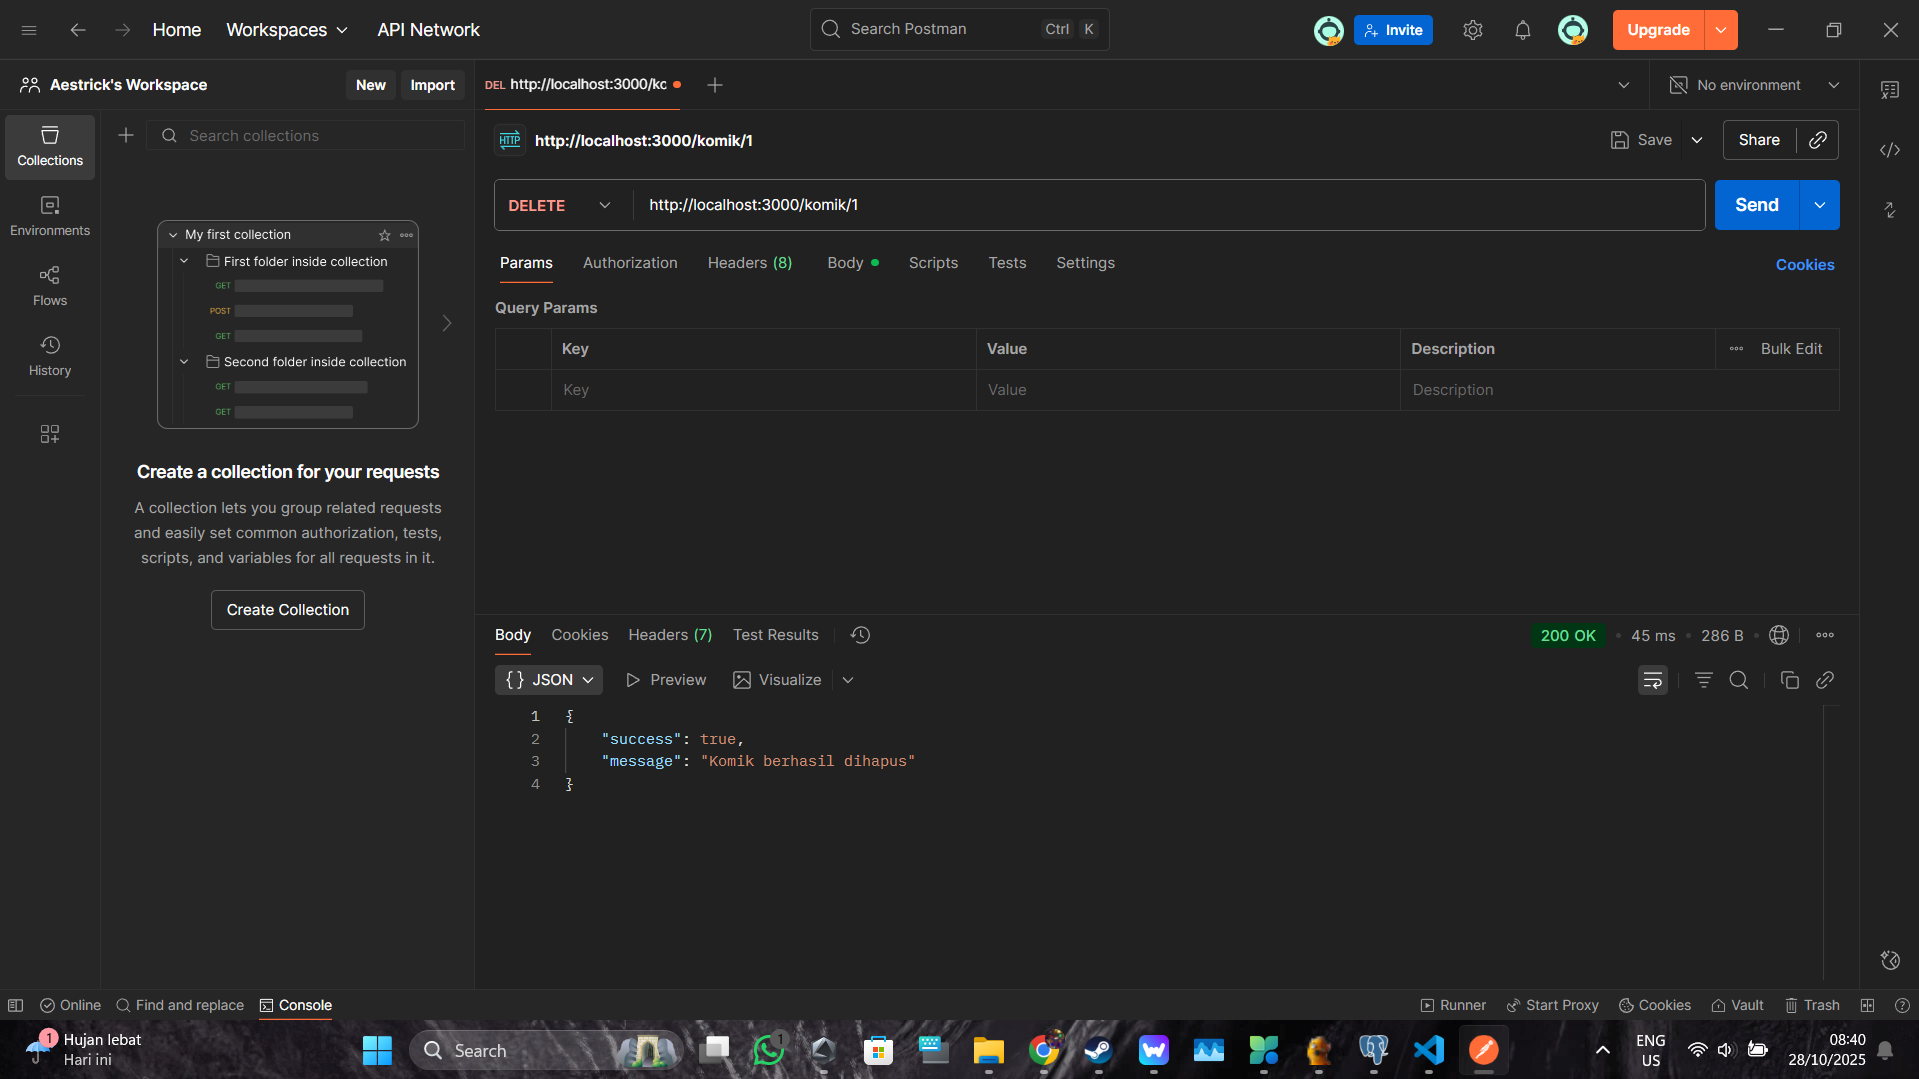 Home
Workspaces
API Network
Search Postman
Ctrl K
Invite
Upgrade
Aestrick's Workspace
New
Import
DEL http://localhost:3000/kc
No environment
Collections
Environments
Flows
History
Search collections
My first collection
First folder inside collection
GET
POST
GET
Second folder inside collection
GET
GET
Create a collection for your requests
A collection lets you group related requests
and easily set common authorization, tests,
scripts, and variables for all requests in it.
Create Collection
HTTP http://localhost:3000/komik/1
Save
Share
DELETE http://localhost:3000/komik/1
Send
Params Authorization Headers (8) Body Scripts Tests Settings
Cookies
Query Params
Key Value Description Bulk Edit
Key Value Description
Body Cookies Headers (7) Test Results
200 OK • 45 ms • 286 B
{} JSON Preview Visualize
1 {
2 "success": true,
3 "message": "Komik berhasil dihapus"
4 }
Online Find and replace Console
Runner Start Proxy Cookies Vault Trash
1
Hujan lebat
Hari ini
Search
1
ENG
US
08:40
28/10/2025